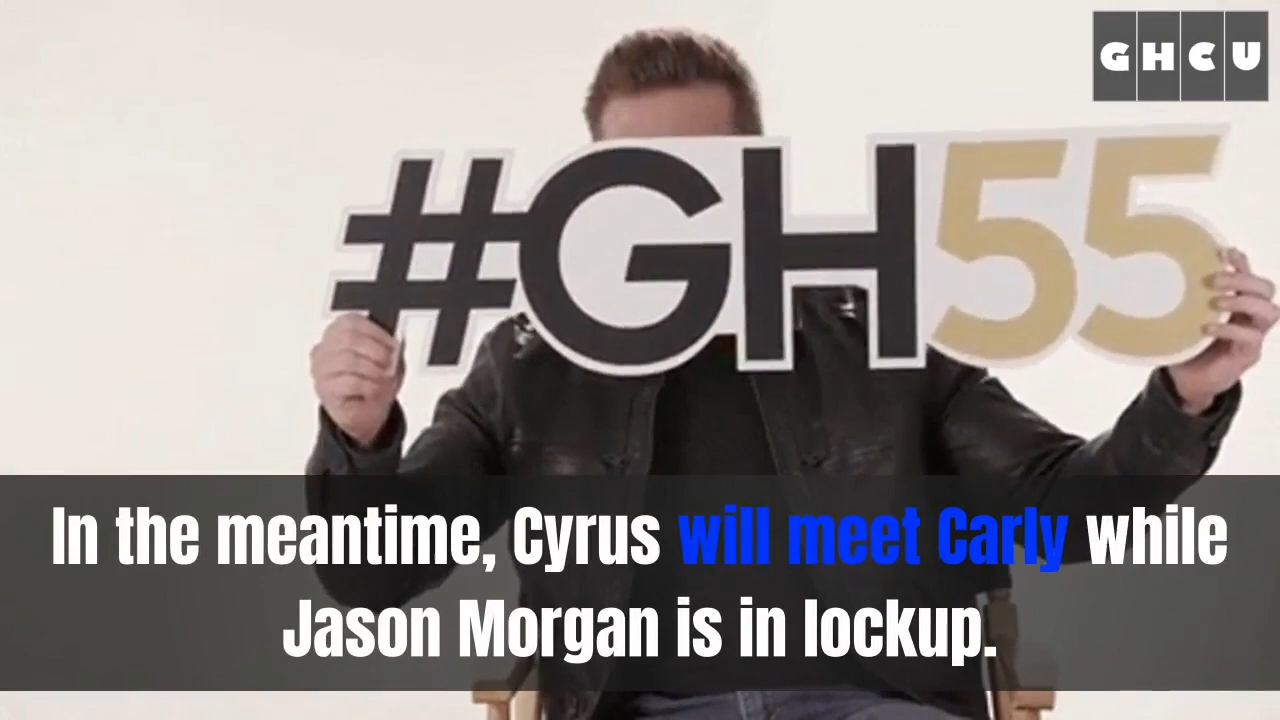 GHCU
#GH55
In the meantime, Cyrus will meet Carly while
Jason Morgan is in lockup.